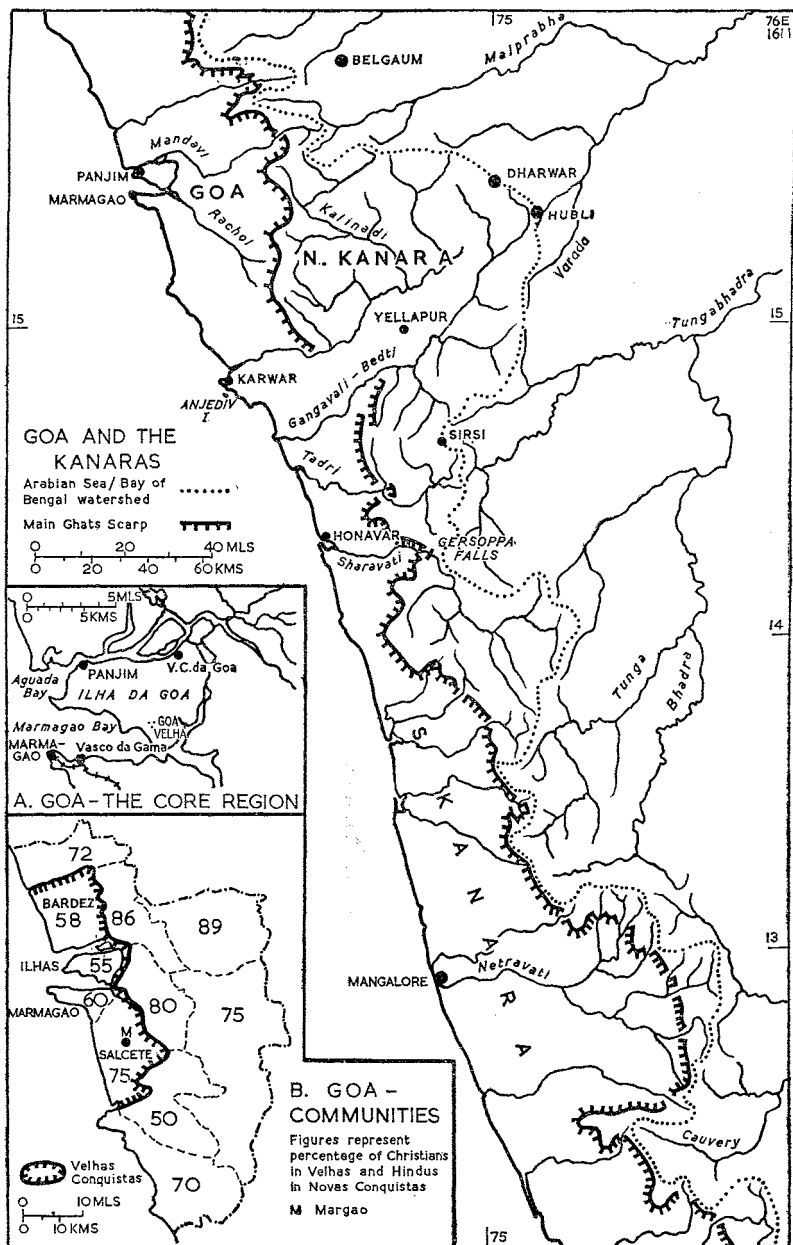 75
76E
16N
BELGAUM
Malprabha
Mandavi
PANJIM
MARMAGAO
GOA
Rachol
DHARWAR
HUBLI
Kalinadi
N. KANARA
Varada
Tungabhadra
15
YELLAPUR
15
KARWAR
ANJEDIV
I.
Gangavali-Bedti
SIRSI
Tadri
GOA AND THE
KANARAS
Arabian Sea/Bay of
Bengal watershed
Main Ghats Scarp
0 20 40 MLS
0 20 40 60 KMS
HONAVAR
GERSOPPA
FALLS
Sharavati
14
Tunga
Bhadra
S. KANARA
13
MANGALORE
Netravati
Cauvery
75
0 5MLS
0 5KMS
PANJIM
V.C. da Goa
Aguada
Bay
ILHA DA GOA
Marmagao Bay
GOA
VELHA
MARMA-
GAO
Vasco da Gama
A. GOA-THE CORE REGION
72
BARDEZ
58
86
89
ILHAS
55
60
MARMAGAO
80
75
M
SALCETE
75
50
70
Velhas
Conquistas
0 10 MLS
0 10 KMS
B. GOA -
COMMUNITIES
Figures represent
percentage of Christians
in Velhas and Hindus
in Novas Conquistas
M Margao